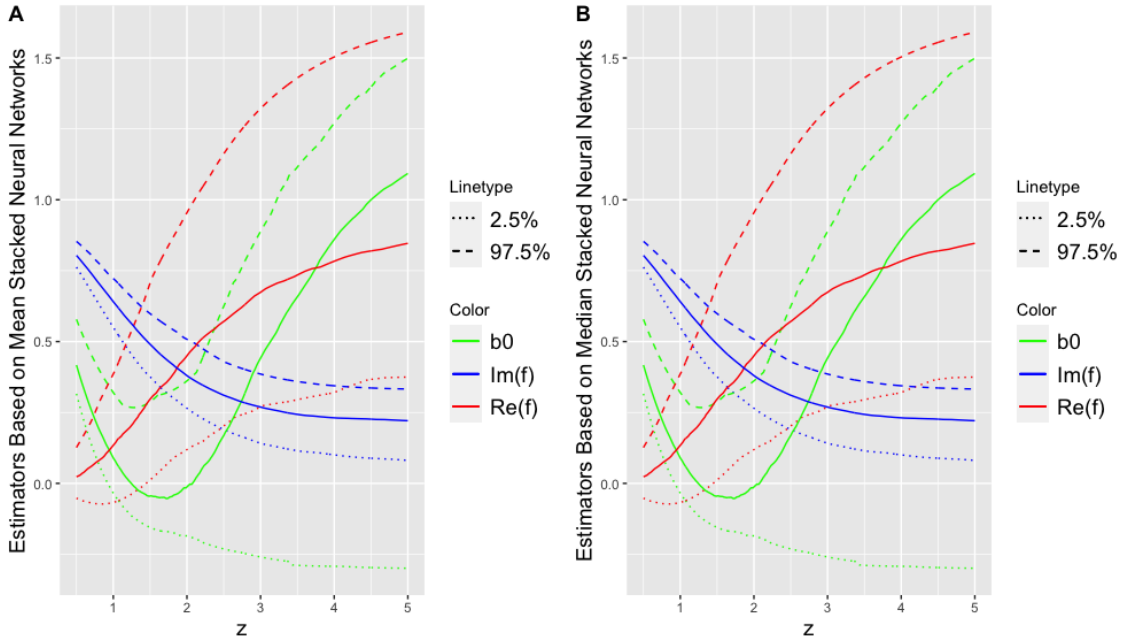 A
Estimators Based on Mean Stacked Neural Networks
1.5
1.0
0.5
0.0
1 2 3 4 5
z
Linetype
2.5%
97.5%
Color
b0
Im(f)
Re(f)
B
Estimators Based on Median Stacked Neural Networks
1.5
1.0
0.5
0.0
1 2 3 4 5
z
Linetype
2.5%
97.5%
Color
b0
Im(f)
Re(f)